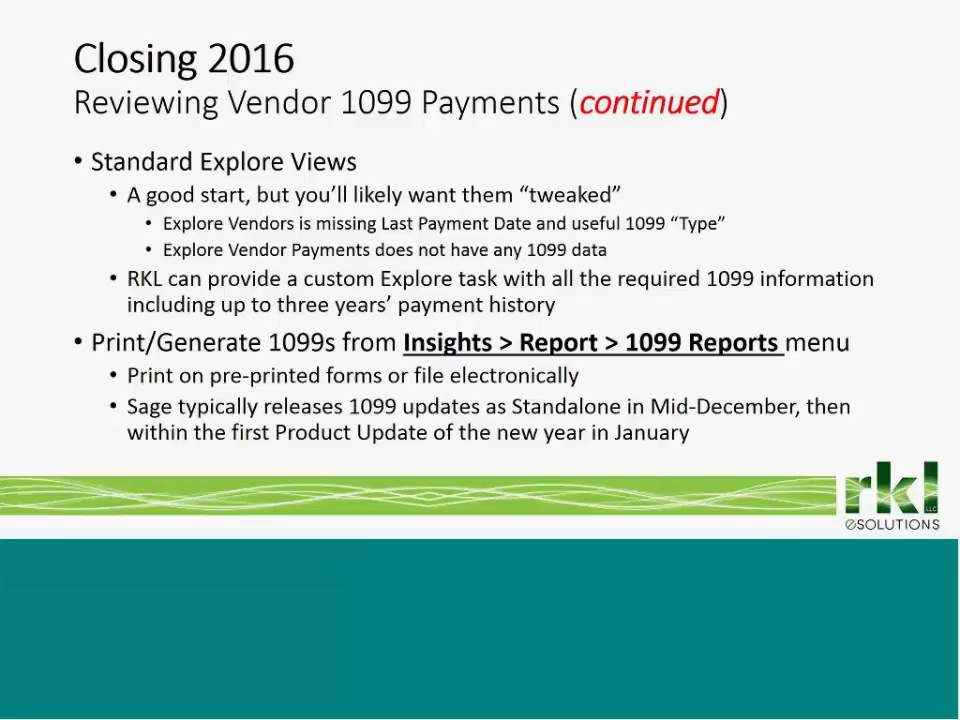 Closing 2016
Reviewing Vendor 1099 Payments (continued)
• Standard Explore Views
• A good start, but you’ll likely want them “tweaked”
• Explore Vendors is missing Last Payment Date and useful 1099 “Type”
• Explore Vendor Payments does not have any 1099 data
• RKL can provide a custom Explore task with all the required 1099 information
including up to three years’ payment history
• Print/Generate 1099s from Insights > Report > 1099 Reports menu
• Print on pre-printed forms or file electronically
• Sage typically releases 1099 updates as Standalone in Mid-December, then
within the first Product Update of the new year in January
rkl
LLC
eSOLUTIONS